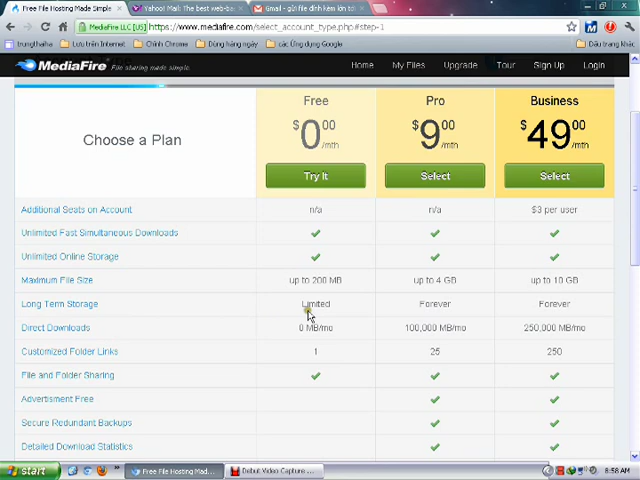 Free File Hosting Made Simple
Yahoo! Mail: The best web-ba
Gmail - gửi file đính kèm lớn tớ
MediaFire LLC [US] https://www.mediafire.com/select_account_type.php#step-1
trungthaiha
Lưu trên Internet
Chỉnh Chrome
Dùng hàng ngày
các Ứng dụng Google
Dấu trang khác
MediaFire File sharing made simple. Home My Files Upgrade Tour Sign Up Login
Choose a Plan
Free Pro Business
$0.00 /mth $9.00 /mth $49.00 /mth
Try It Select Select
Additional Seats on Account n/a n/a $3 per user
Unlimited Fast Simultaneous Downloads
Unlimited Online Storage
Maximum File Size up to 200 MB up to 4 GB up to 10 GB
Long Term Storage Limited Forever Forever
Direct Downloads 0 MB/mo 100,000 MB/mo 250,000 MB/mo
Customized Folder Links 1 25 250
File and Folder Sharing
Advertisment Free
Secure Redundant Backups
Detailed Download Statistics
start
Free File Hosting Mad...
Debut Video Capture ...
8:58 AM